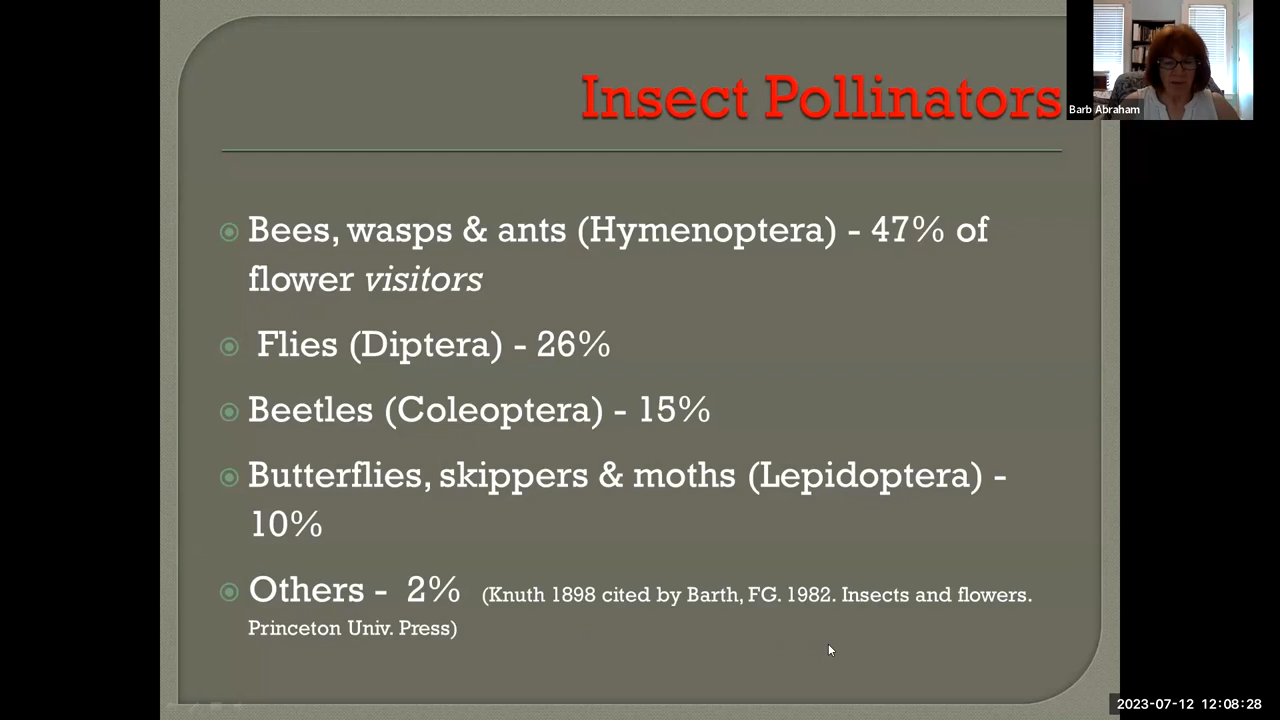 Insect Pollinators
Barb Abraham
Bees, wasps & ants (Hymenoptera) - 47% of
flower visitors
Flies (Diptera) - 26%
Beetles (Coleoptera) - 15%
Butterflies, skippers & moths (Lepidoptera) -
10%
Others - 2% (Knuth 1898 cited by Barth, FG. 1982. Insects and flowers.
Princeton Univ. Press)
2023-07-12 12:08:28